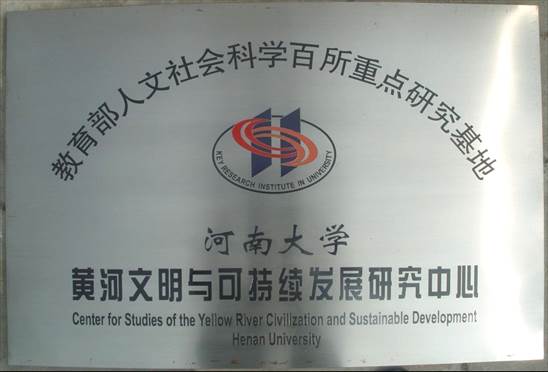 教育部人文社会科学百所重点研究基地
KEY RESEARCH INSTITUTE IN UNIVERSITY
河南大学
黄河文明与可持续发展研究中心
Center for Studies of the Yellow River Civilization and Sustainable Development
Henan University